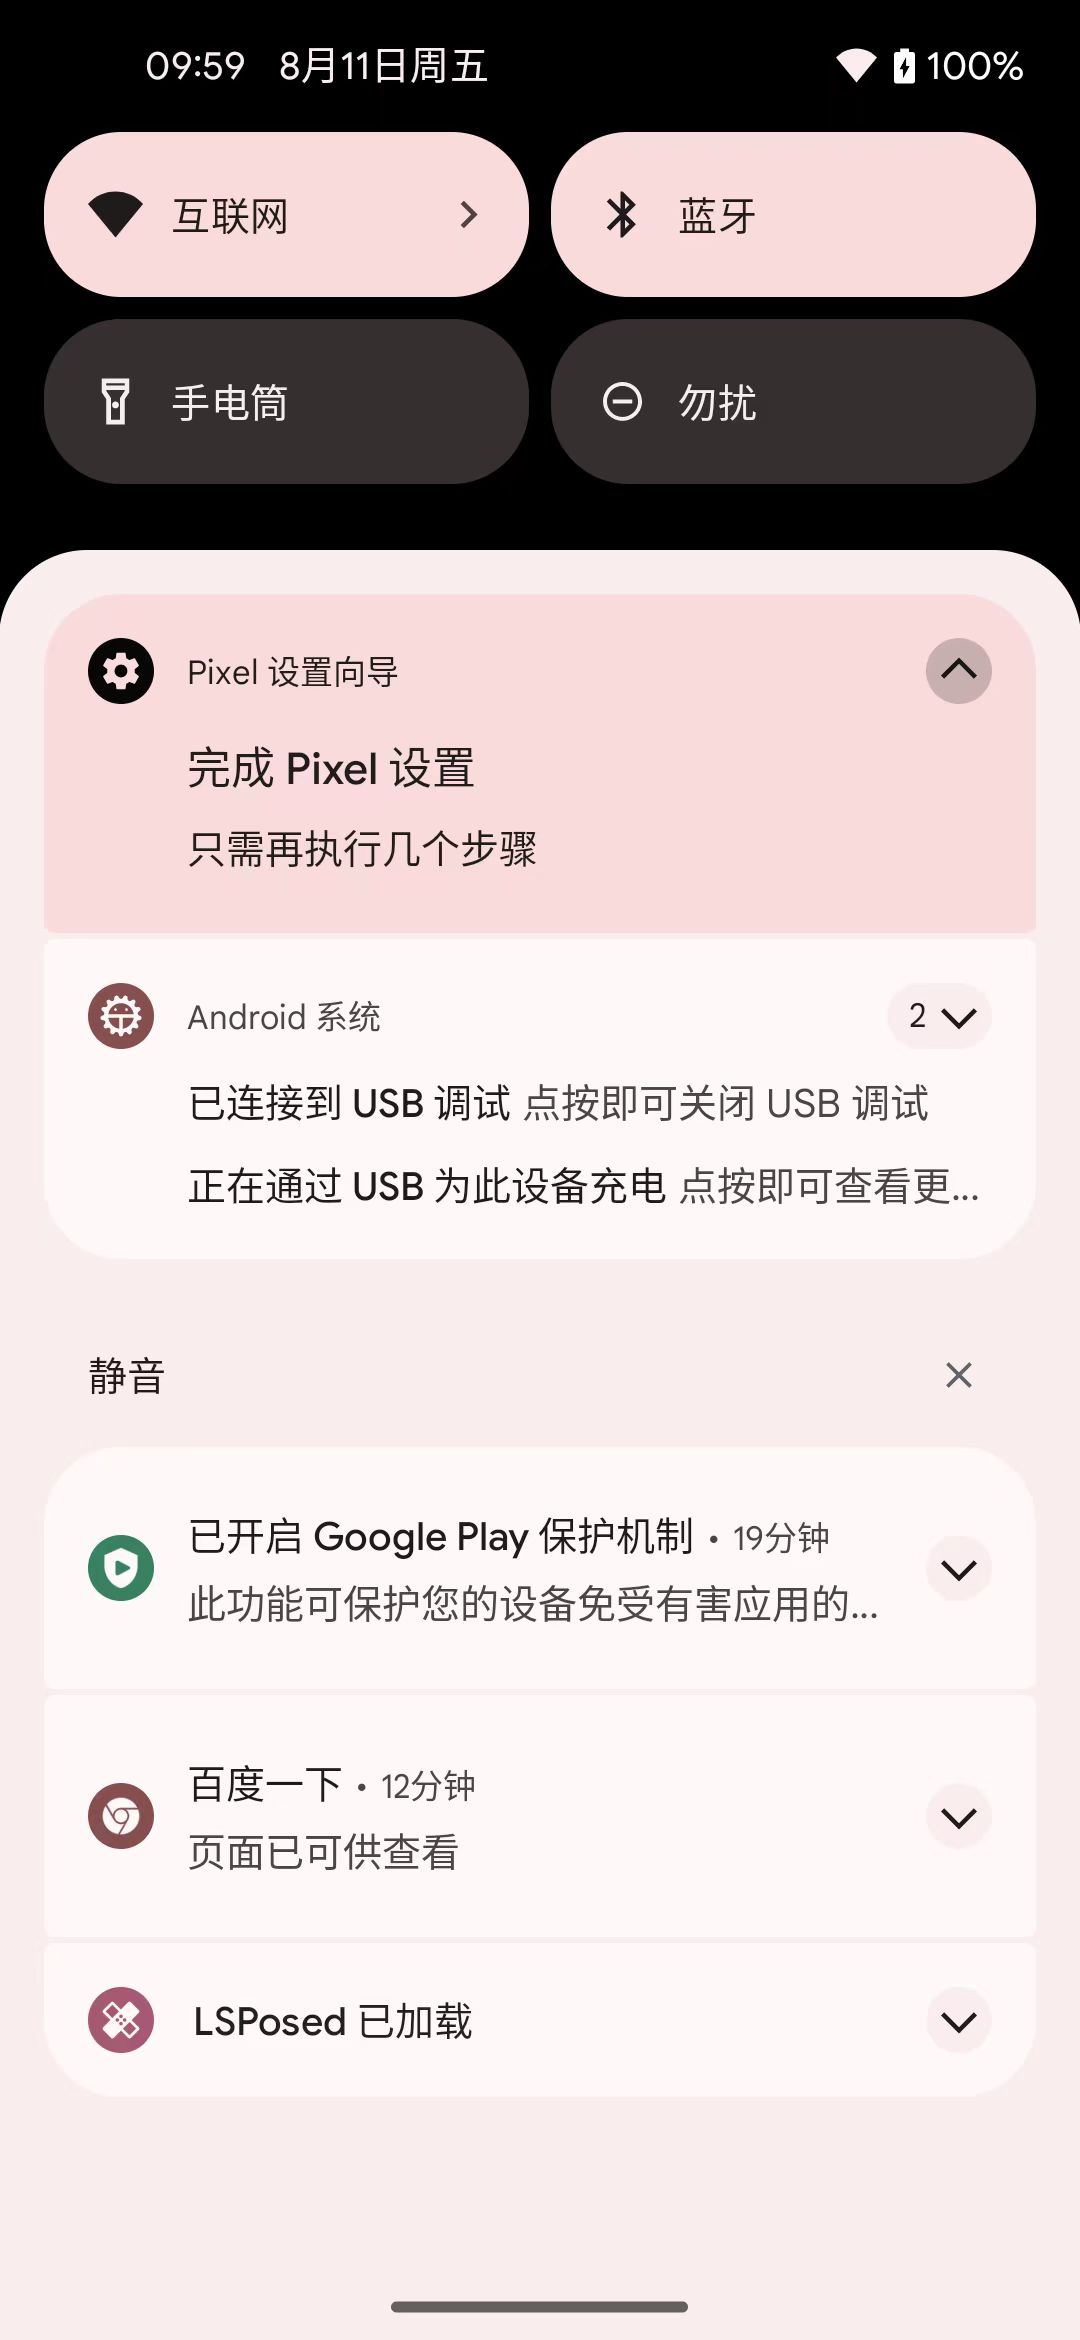 09:59 8月11日周五 100%
互联网 蓝牙
手电筒 勿扰
Pixel 设置向导
完成 Pixel 设置
只需再执行几个步骤
Android 系统 2
已连接到 USB 调试 点按即可关闭 USB 调试
正在通过 USB 为此设备充电 点按即可查看更...
静音
已开启 Google Play 保护机制 • 19分钟
此功能可保护您的设备免受有害应用的...
百度一下 • 12分钟
页面已可供查看
LSPosed 已加载